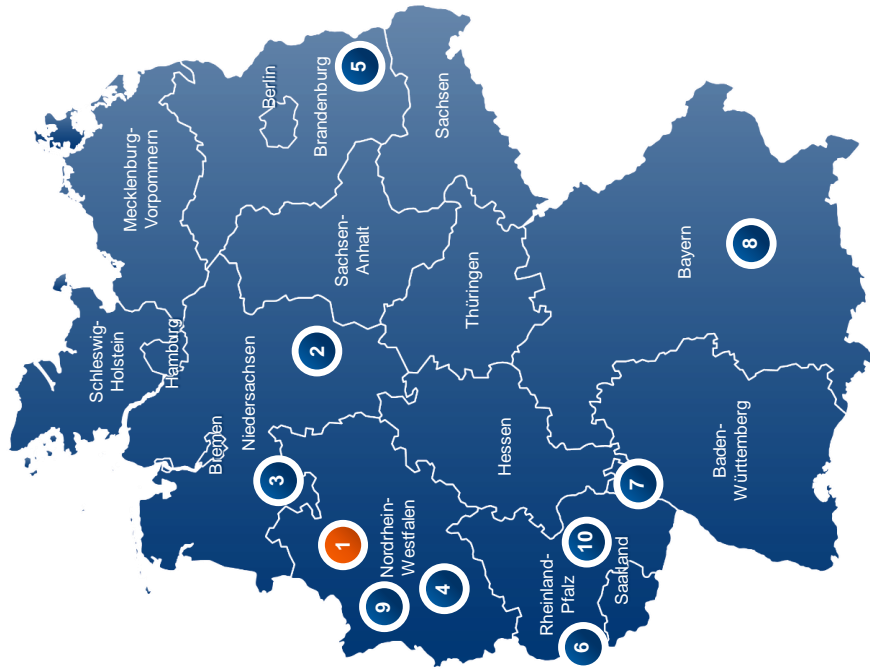 Schleswig-
Holstein
Hamburg
Mecklenburg-
Vorpommern
Bremen
Niedersachsen
Berlin
Brandenburg
5
Sachsen-
Anhalt
2
3
1
Nordrhein-
Westfalen
9
4
Sachsen
Thüringen
Hessen
Rheinland-
Pfalz
10
6
Saarland
7
Bayern
8
Baden-
Württemberg